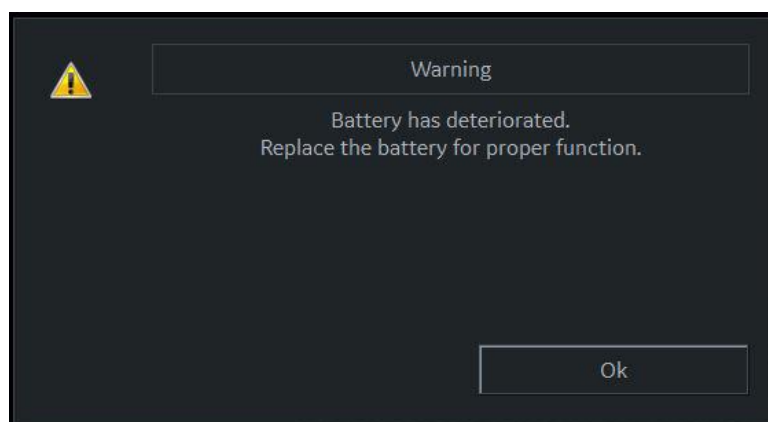 Warning
Battery has deteriorated.
Replace the battery for proper function.
Ok